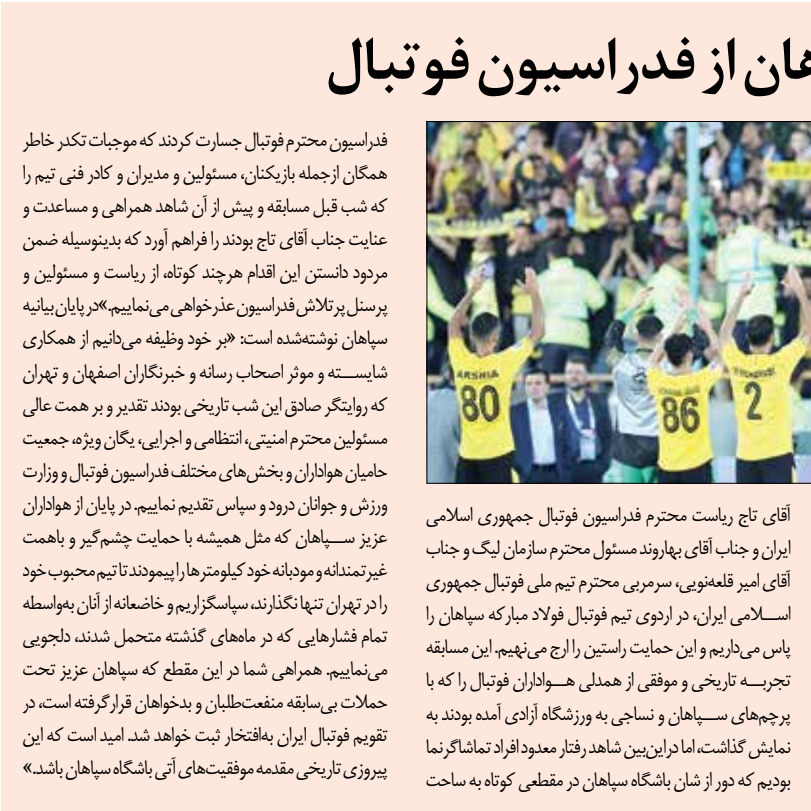 هان از فدراسیون فوتبال
ARSHIA
80
86
2
آقای تاج ریاست محترم فدراسیون فوتبال جمهوری اسلامی
ایران و جناب آقای بهاروند مسئول محترم سازمان لیگ و جناب
آقای امیر قلعه‌نویی، سرمربی محترم تیم ملی فوتبال جمهوری
اسلامی ایران، در اردوی تیم فوتبال فولاد مبارکه سپاهان را
پاس می‌داریم و این حمایت راستین را ارج می‌نهیم. این مسابقه
تجربه تاریخی و موفقی از همدلی هواداران فوتبال را که با
پرچم‌های سپاهان و نساجی به ورزشگاه آزادی آمده بودند به
نمایش گذاشت، اما دراین‌بین شاهد رفتار معدود افراد تماشاگرنما
بودیم که دور از شان باشگاه سپاهان در مقطعی کوتاه به ساحت
فدراسیون محترم فوتبال جسارت کردند که موجبات تکدر خاطر
همگان ازجمله بازیکنان، مسئولین و مدیران و کادر فنی تیم را
که شب قبل مسابقه و پیش از آن شاهد همراهی و مساعدت و
عنایت جناب آقای تاج بودند را فراهم آورد که بدینوسیله ضمن
مردود دانستن این اقدام هرچند کوتاه، از ریاست و مسئولین و
پرسنل پرتلاش فدراسیون عذرخواهی می‌نماییم.»در پایان بیانیه
سپاهان نوشته‌شده است: «بر خود وظیفه می‌دانیم از همکاری
شایسته و موثر اصحاب رسانه و خبرنگاران اصفهان و تهران
که روایتگر صادق این شب تاریخی بودند تقدیر و بر همت عالی
مسئولین محترم امنیتی، انتظامی و اجرایی، یگان ویژه، جمعیت
حامیان هواداران و بخش‌های مختلف فدراسیون فوتبال و وزارت
ورزش و جوانان درود و سپاس تقدیم نماییم. در پایان از هواداران
عزیز سپاهان که مثل همیشه با حمایت چشم‌گیر و باهمت
غیرتمندانه و مودبانه خود کیلومترها را پیمودند تا تیم محبوب خود
را در تهران تنها نگذارند، سپاسگزاریم و خاضعانه از آنان به‌واسطه
تمام فشارهایی که در ماه‌های گذشته متحمل شدند، دلجویی
می‌نماییم. همراهی شما در این مقطع که سپاهان عزیز تحت
حملات بی‌سابقه منفعت‌طلبان و بدخواهان قرارگرفته است، در
تقویم فوتبال ایران به‌افتخار ثبت خواهد شد. امید است که این
پیروزی تاریخی مقدمه موفقیت‌های آتی باشگاه سپاهان باشد.»